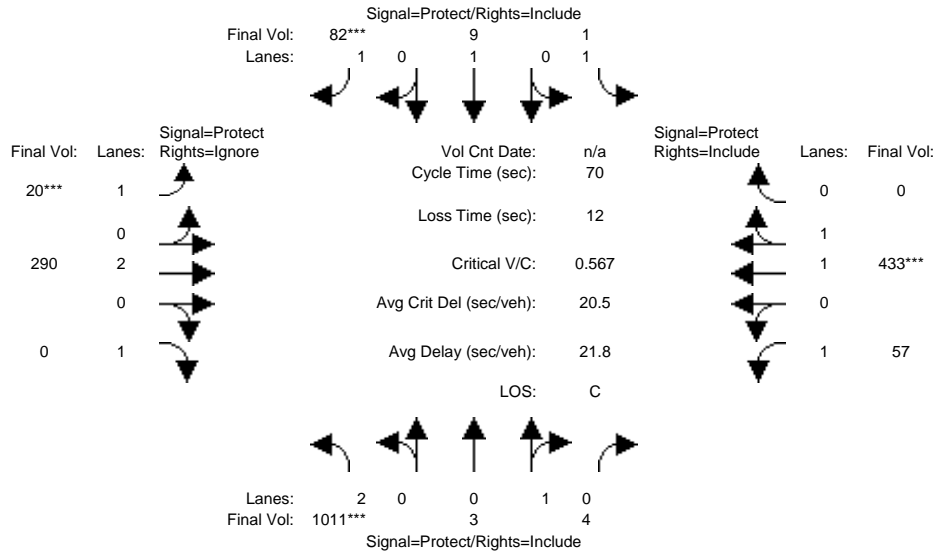 Signal=Protect/Rights=Include
Final Vol: 82*** 9 1
Lanes: 1 0 1 0 1
Signal=Protect
Final Vol: Lanes: Rights=Ignore
Vol Cnt Date: n/a
Signal=Protect
Rights=Include Lanes: Final Vol:
Cycle Time (sec): 70
20*** 1
0 0
Loss Time (sec): 12
0
1
290 2
Critical V/C: 0.567
1 433***
0
Avg Crit Del (sec/veh): 20.5
0
0 1
Avg Delay (sec/veh): 21.8
1 57
LOS: C
Lanes: 2 0 0 1 0
Final Vol: 1011*** 3 4
Signal=Protect/Rights=Include